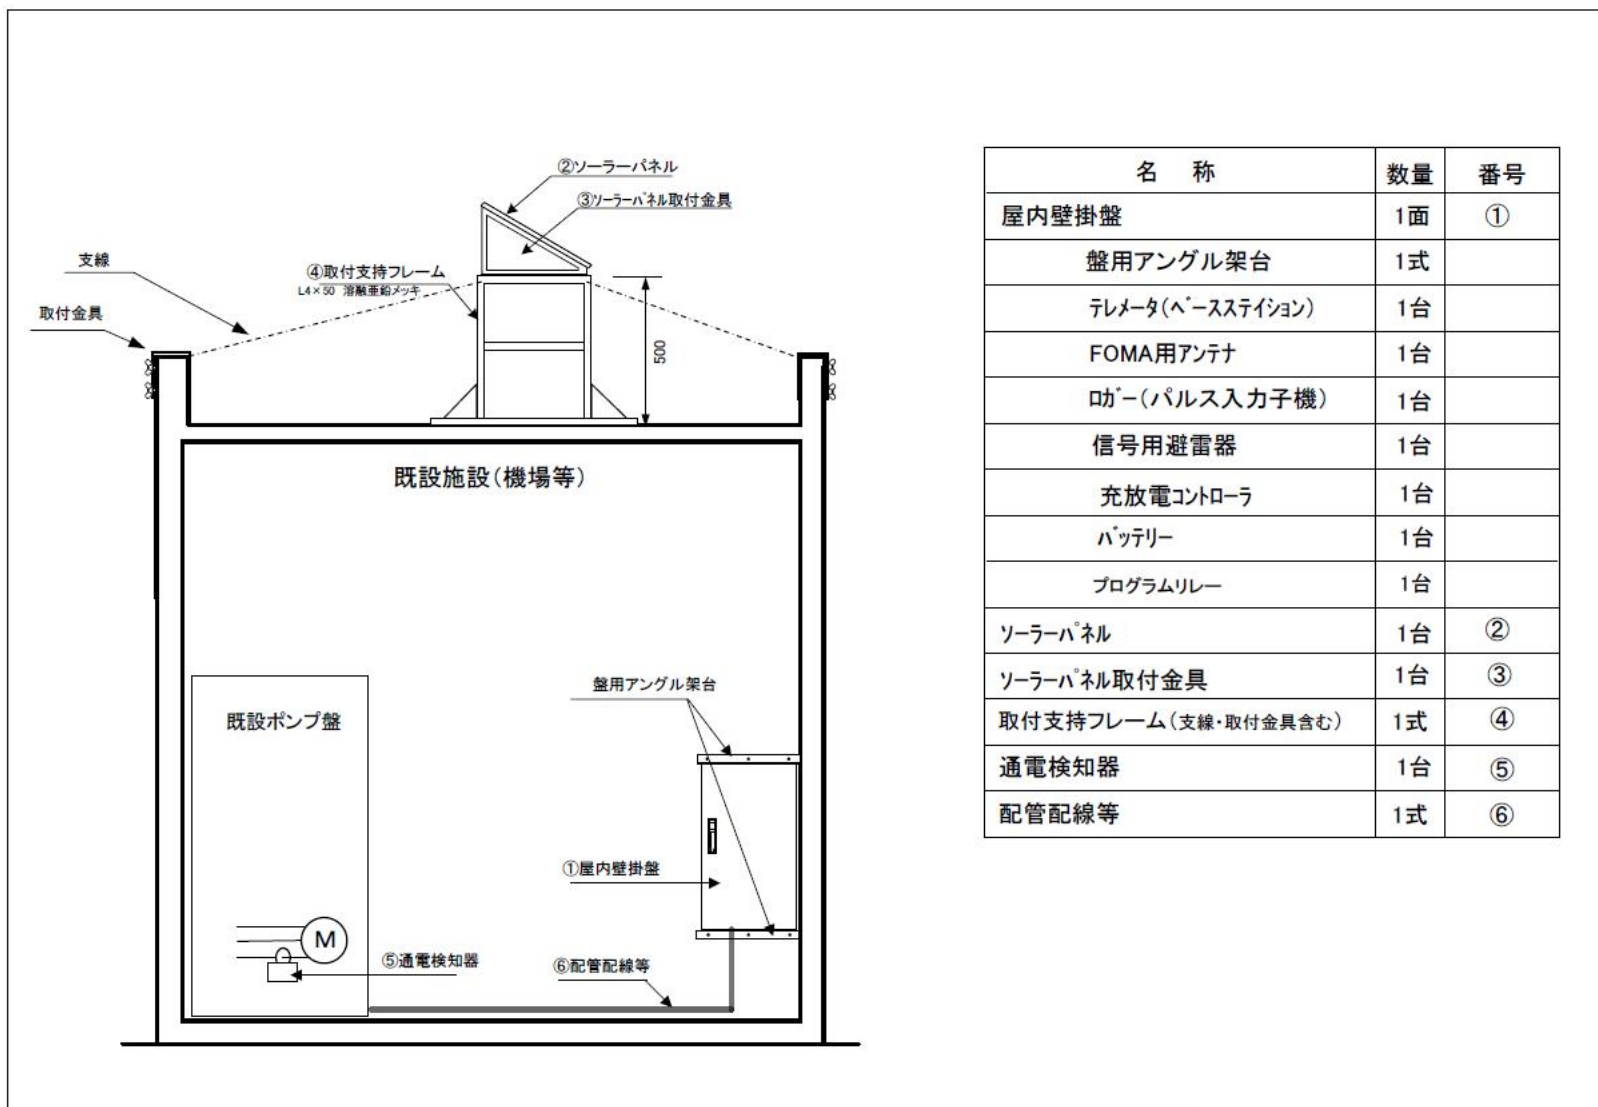 ②ソーラーパネル
③ソーラーパネル取付金具
支線
④取付支持フレーム
L4×50 溶融亜鉛メッキ
取付金具
500
既設施設(機場等)
既設ポンプ盤
盤用アングル架台
①屋内壁掛盤
M
⑤通電検知器
⑥配管配線等
名 称 数量 番号
屋内壁掛盤 1面 ①
盤用アングル架台 1式
テレメータ(ベースステイション) 1台
FOMA用アンテナ 1台
ロガー(パルス入力子機) 1台
信号用避雷器 1台
充放電コントローラ 1台
バッテリー 1台
プログラムリレー 1台
ソーラーパネル 1台 ②
ソーラーパネル取付金具 1台 ③
取付支持フレーム(支線・取付金具含む) 1式 ④
通電検知器 1台 ⑤
配管配線等 1式 ⑥